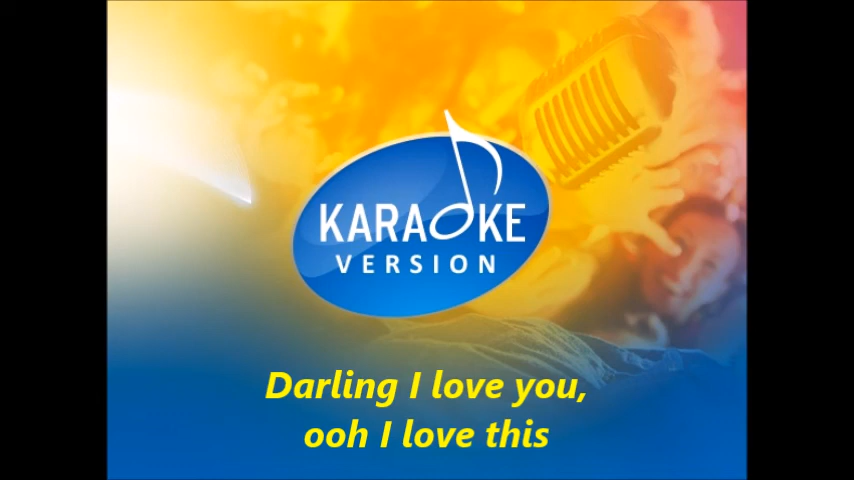 KARAOKE
VERSION
Darling I love you,
ooh I love this